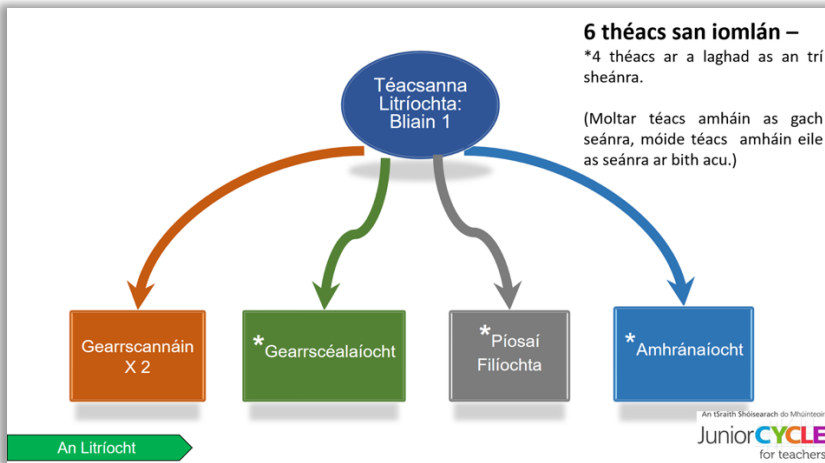 6 théacs san iomlán –
*4 théacs ar a laghad as an trí
sheánra.
(Moltar téacs amháin as gach
seánra, móide téacs amháin eile
as seánra ar bith acu.)
Téacsanna
Litríochta:
Bliain 1
Gearrscannáin
X 2
*Gearrscéalaíocht
*Píosaí
Filíochta
*Amhránaíocht
An Litríocht
An tSraith Shóisearach do Mhúinteoirí
JuniorCYCLE
for teachers